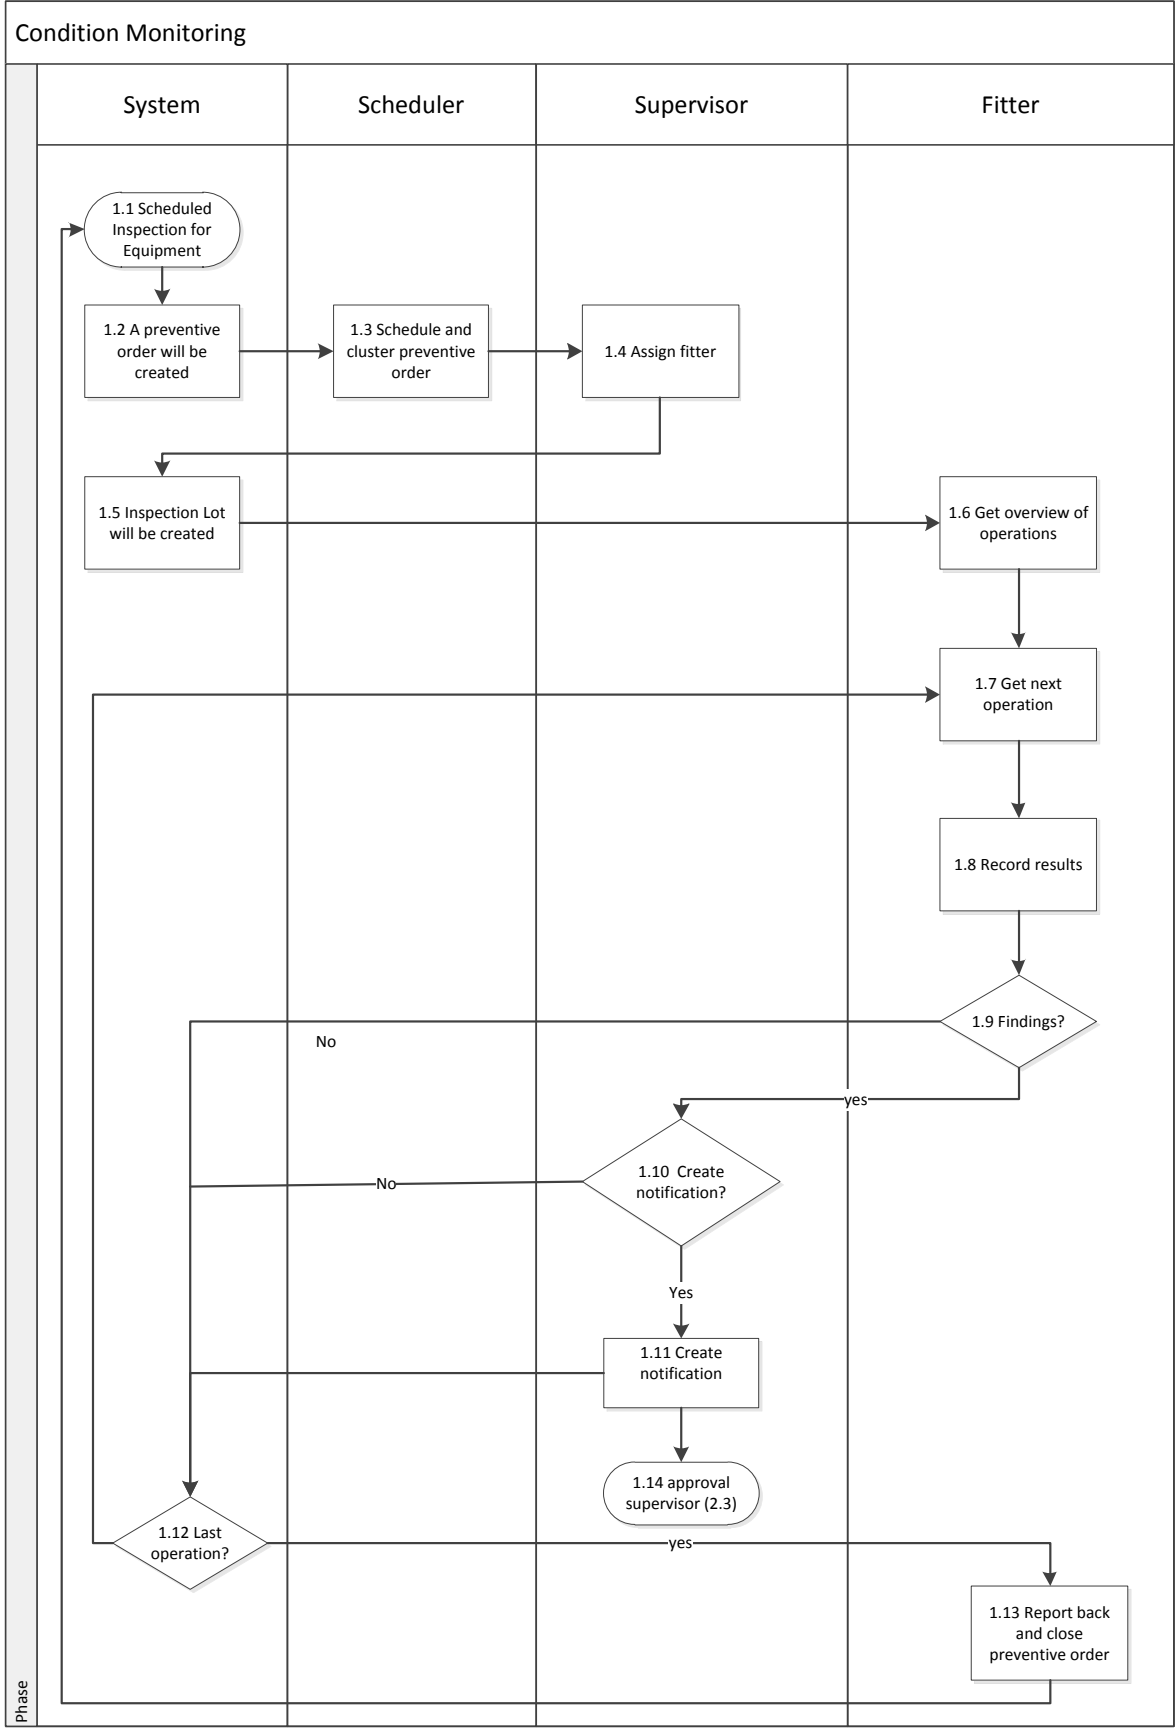 Condition Monitoring
System
Scheduler
Supervisor
Fitter
1.1 Scheduled
Inspection for
Equipment
1.2 A preventive
order will be
created
1.3 Schedule and
cluster preventive
order
1.4 Assign fitter
1.5 Inspection Lot
will be created
1.6 Get overview of
operations
1.7 Get next
operation
1.8 Record results
1.9 Findings?
No
yes
1.10 Create
notification?
No
Yes
1.11 Create
notification
1.14 approval
supervisor (2.3)
1.12 Last
operation?
yes
1.13 Report back
and close
preventive order
Phase